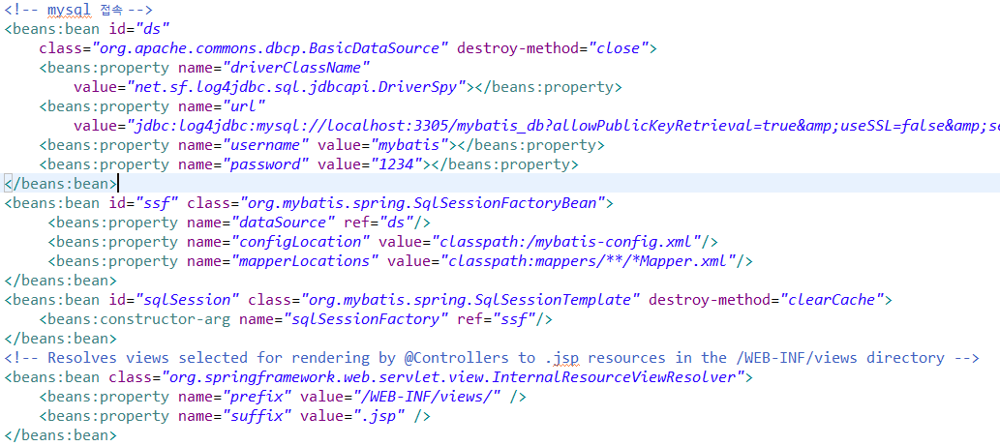 <!-- mysql 접속 -->
<beans:bean id="ds"
class="org.apache.commons.dbcp.BasicDataSource" destroy-method="close">
<beans:property name="driverClassName"
value="net.sf.log4jdbc.sql.jdbcapi.DriverSpy"></beans:property>
<beans:property name="url"
value="jdbc:log4jdbc:mysql://localhost:3305/mybatis_db?allowPublicKeyRetrieval=true&amp;useSSL=false&amp;se
<beans:property name="username" value="mybatis"></beans:property>
<beans:property name="password" value="1234"></beans:property>
</beans:bean>
<beans:bean id="ssf" class="org.mybatis.spring.SqlSessionFactoryBean">
<beans:property name="dataSource" ref="ds"/>
<beans:property name="configLocation" value="classpath:/mybatis-config.xml"/>
<beans:property name="mapperLocations" value="classpath:mappers/**/*Mapper.xml"/>
</beans:bean>
<beans:bean id="sqlSession" class="org.mybatis.spring.SqlSessionTemplate" destroy-method="clearCache">
<beans:constructor-arg name="sqlSessionFactory" ref="ssf"/>
</beans:bean>
<!-- Resolves views selected for rendering by @Controllers to .jsp resources in the /WEB-INF/views directory -->
<beans:bean class="org.springframework.web.servlet.view.InternalResourceViewResolver">
<beans:property name="prefix" value="/WEB-INF/views/" />
<beans:property name="suffix" value=".jsp" />
</beans:bean>